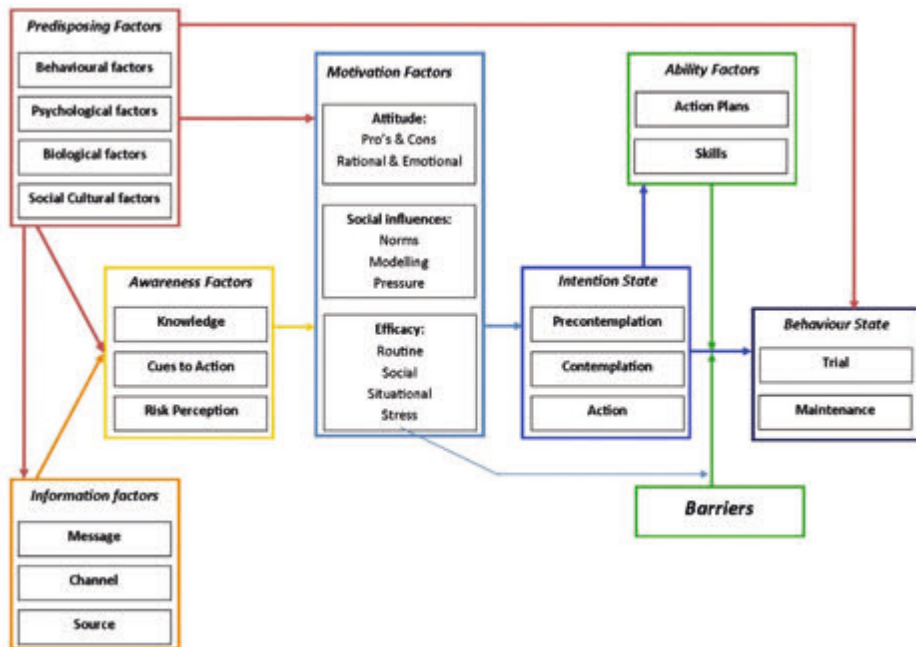 Predisposing Factors
Behavioural factors
Psychological factors
Biological factors
Social Cultural factors
Awareness Factors
Knowledge
Cues to Action
Risk Perception
Information factors
Message
Channel
Source
Motivation Factors
Attitude:
Pro's & Cons
Rational & Emotional
Social influences:
Norms
Modelling
Pressure
Efficacy:
Routine
Social
Situational
Stress
Intention State
Precontemplation
Contemplation
Action
Ability Factors
Action Plans
Skills
Barriers
Behaviour State
Trial
Maintenance